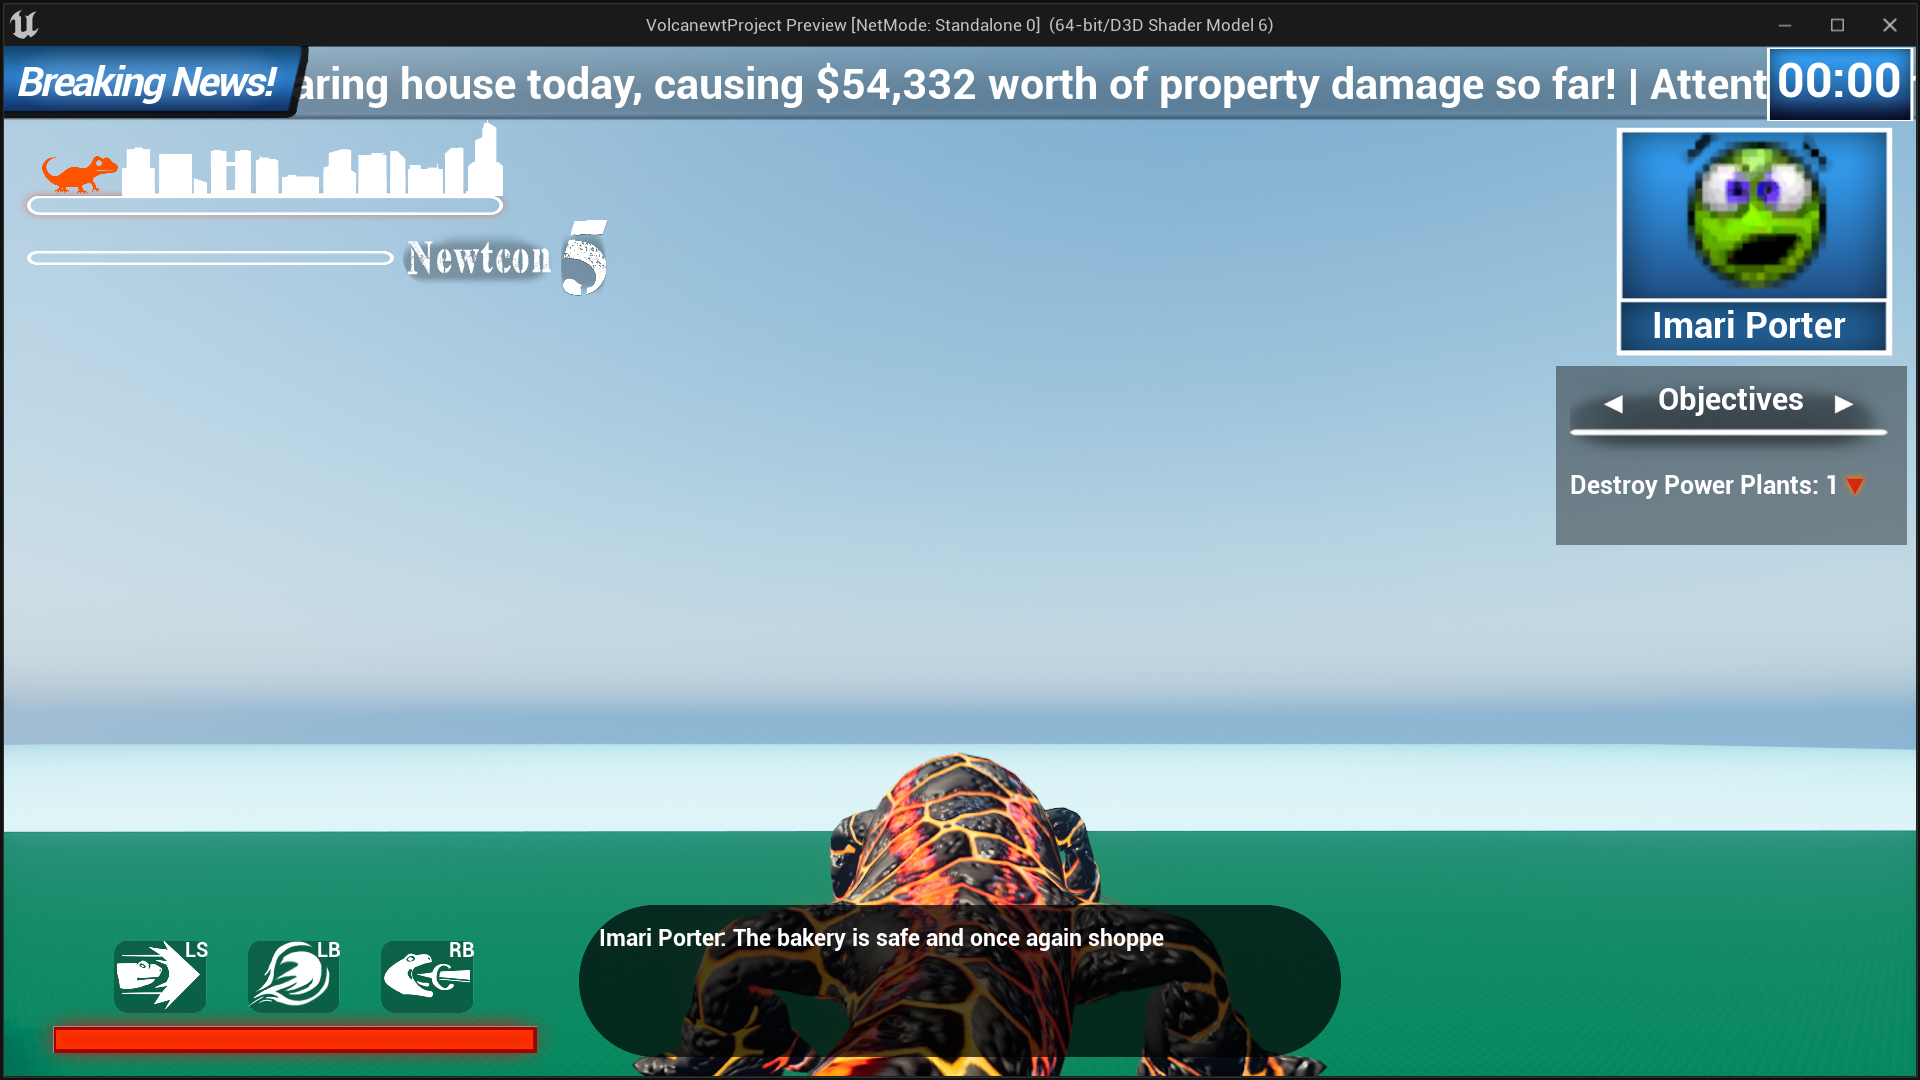 VolcanewtProject Preview [NetMode: Standalone 0] (64-bit/D3D Shader Model 6)
Breaking News!
aring house today, causing $54,332 worth of property damage so far! | Attent
00:00
Newtcon 5
Imari Porter
Objectives
Destroy Power Plants: 1
LS
LB
RB
Imari Porter: The bakery is safe and once again shoppe